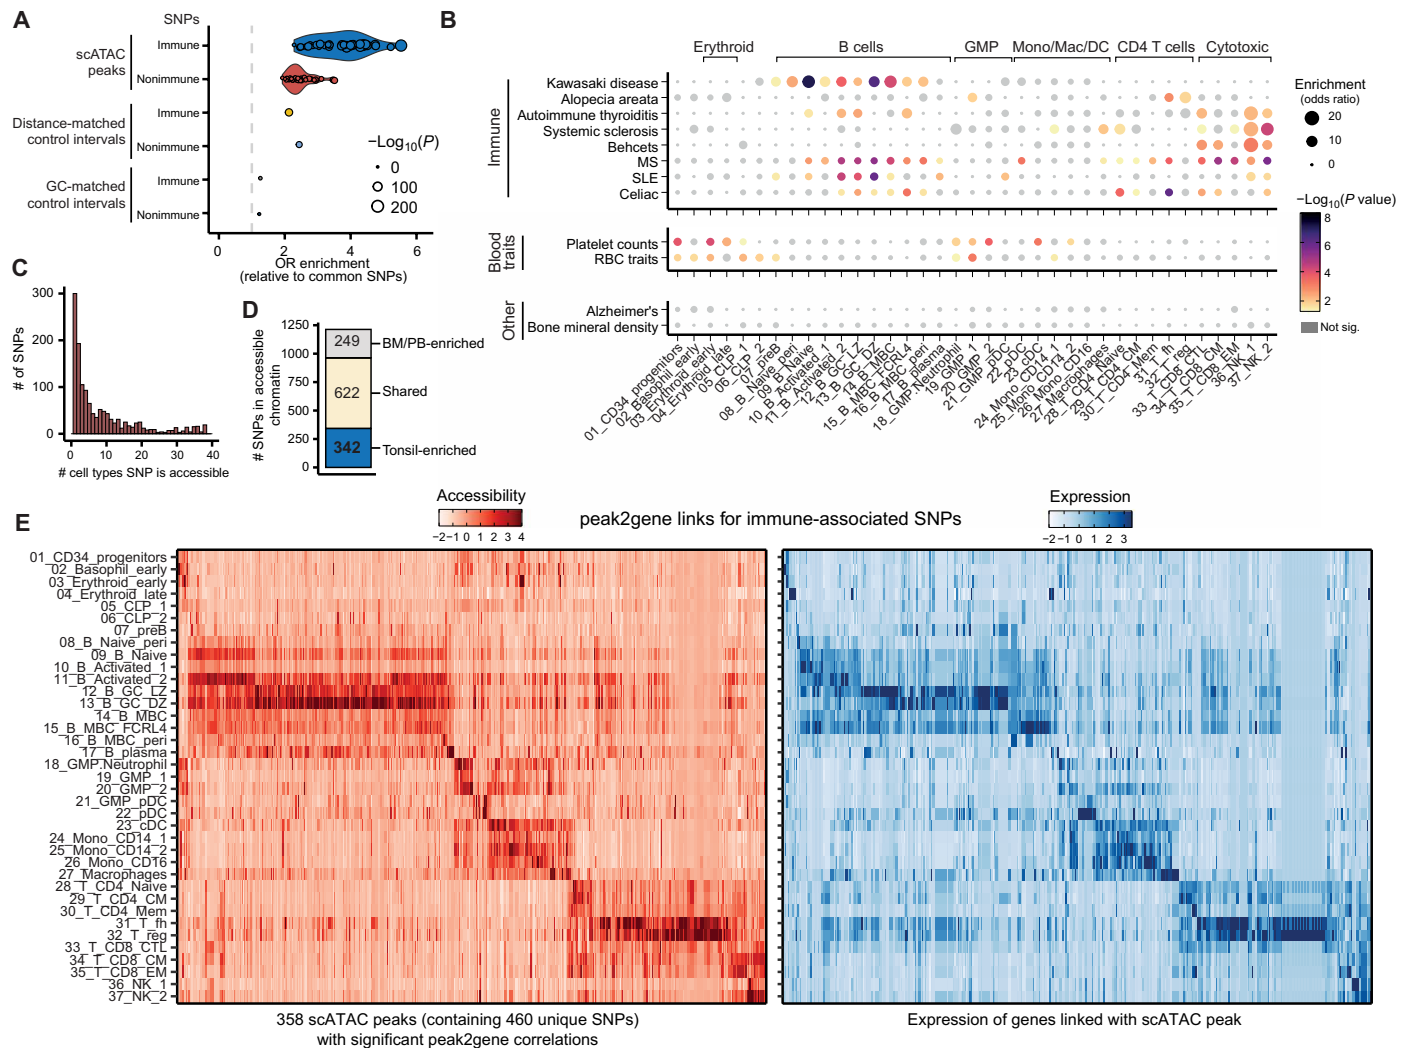 A
SNPs
scATAC
peaks
Immune
Nonimmune
Distance-matched
control intervals
Immune
Nonimmune
GC-matched
control intervals
Immune
Nonimmune
−Log10(P)
0
100
200
0 2 4 6
OR enrichment
(relative to common SNPs)
B
Erythroid
B cells
GMP
Mono/Mac/DC
CD4 T cells
Cytotoxic
Immune
Kawasaki disease
Alopecia areata
Autoimmune thyroiditis
Systemic sclerosis
Behcets
MS
SLE
Celiac
Blood
traits
Platelet counts
RBC traits
Other
Alzheimer's
Bone mineral density
01_CD34_progenitors
02_Basophil_early
03_Erythroid_early
04_Erythroid_late
05_CLP_1
06_CLP_2
07_preB
08_B_Naive_peri
09_B_Naive
10_B_Activated_1
11_B_Activated_2
12_B_GC_LZ
13_B_GC_DZ
14_B_MBC
15_B_MBC_FCRL4
16_B_MBC_peri
17_B_plasma
18_GMP.Neutrophil
19_GMP_1
20_GMP_2
21_GMP_pDC
22_pDC
23_cDC
24_Mono_CD14_1
25_Mono_CD14_2
26_Mono_CD16
27_Macrophages
28_T_CD4_Naive
29_T_CD4_CM
30_T_CD4_Mem
31_T_fh
32_T_reg
33_T_CD8_CTL
34_T_CD8_CM
35_T_CD8_EM
36_NK_1
37_NK_2
Enrichment
(odds ratio)
20
10
0
−Log10(P value)
8
6
4
2
Not sig.
C
# of SNPs
300
200
100
0
0 10 20 30 40
# cell types SNP is accessible
D
# SNPs in accessible
chromatin
1250
1000
750
500
250
0
249
622
342
BM/PB-enriched
Shared
Tonsil-enriched
E
Accessibility
−2 −1 0 1 2 3 4
peak2gene links for immune-associated SNPs
Expression
−2 −1 0 1 2 3
01_CD34_progenitors
02_Basophil_early
03_Erythroid_early
04_Erythroid_late
05_CLP_1
06_CLP_2
07_preB
08_B_Naive_peri
09_B_Naive
10_B_Activated_1
11_B_Activated_2
12_B_GC_LZ
13_B_GC_DZ
14_B_MBC
15_B_MBC_FCRL4
16_B_MBC_peri
17_B_plasma
18_GMP.Neutrophil
19_GMP_1
20_GMP_2
21_GMP_pDC
22_pDC
23_cDC
24_Mono_CD14_1
25_Mono_CD14_2
26_Mono_CD16
27_Macrophages
28_T_CD4_Naive
29_T_CD4_CM
30_T_CD4_Mem
31_T_fh
32_T_reg
33_T_CD8_CTL
34_T_CD8_CM
35_T_CD8_EM
36_NK_1
37_NK_2
358 scATAC peaks (containing 460 unique SNPs)
with significant peak2gene correlations
Expression of genes linked with scATAC peak